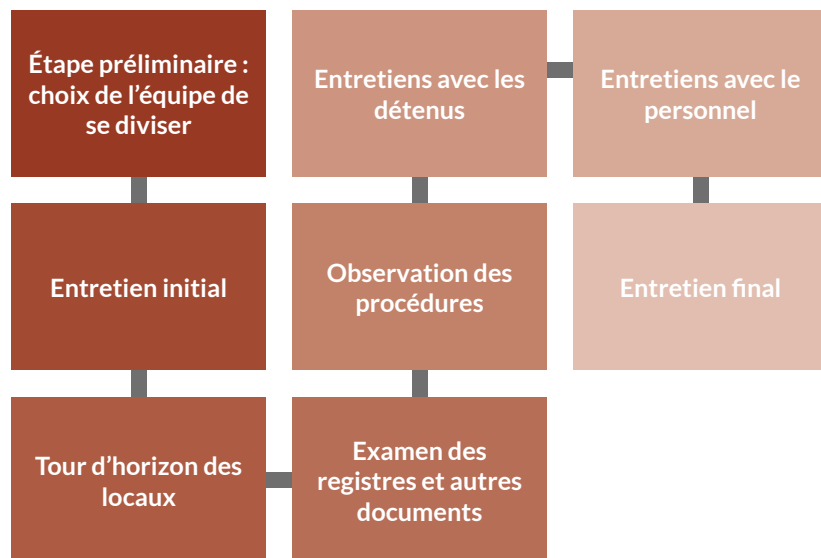 Étape préliminaire :
choix de l’équipe de
se diviser
Entretien initial
Tour d’horizon des
locaux
Examen des
registres et autres
documents
Observation des
procédures
Entretiens avec les
détenus
Entretiens avec le
personnel
Entretien final